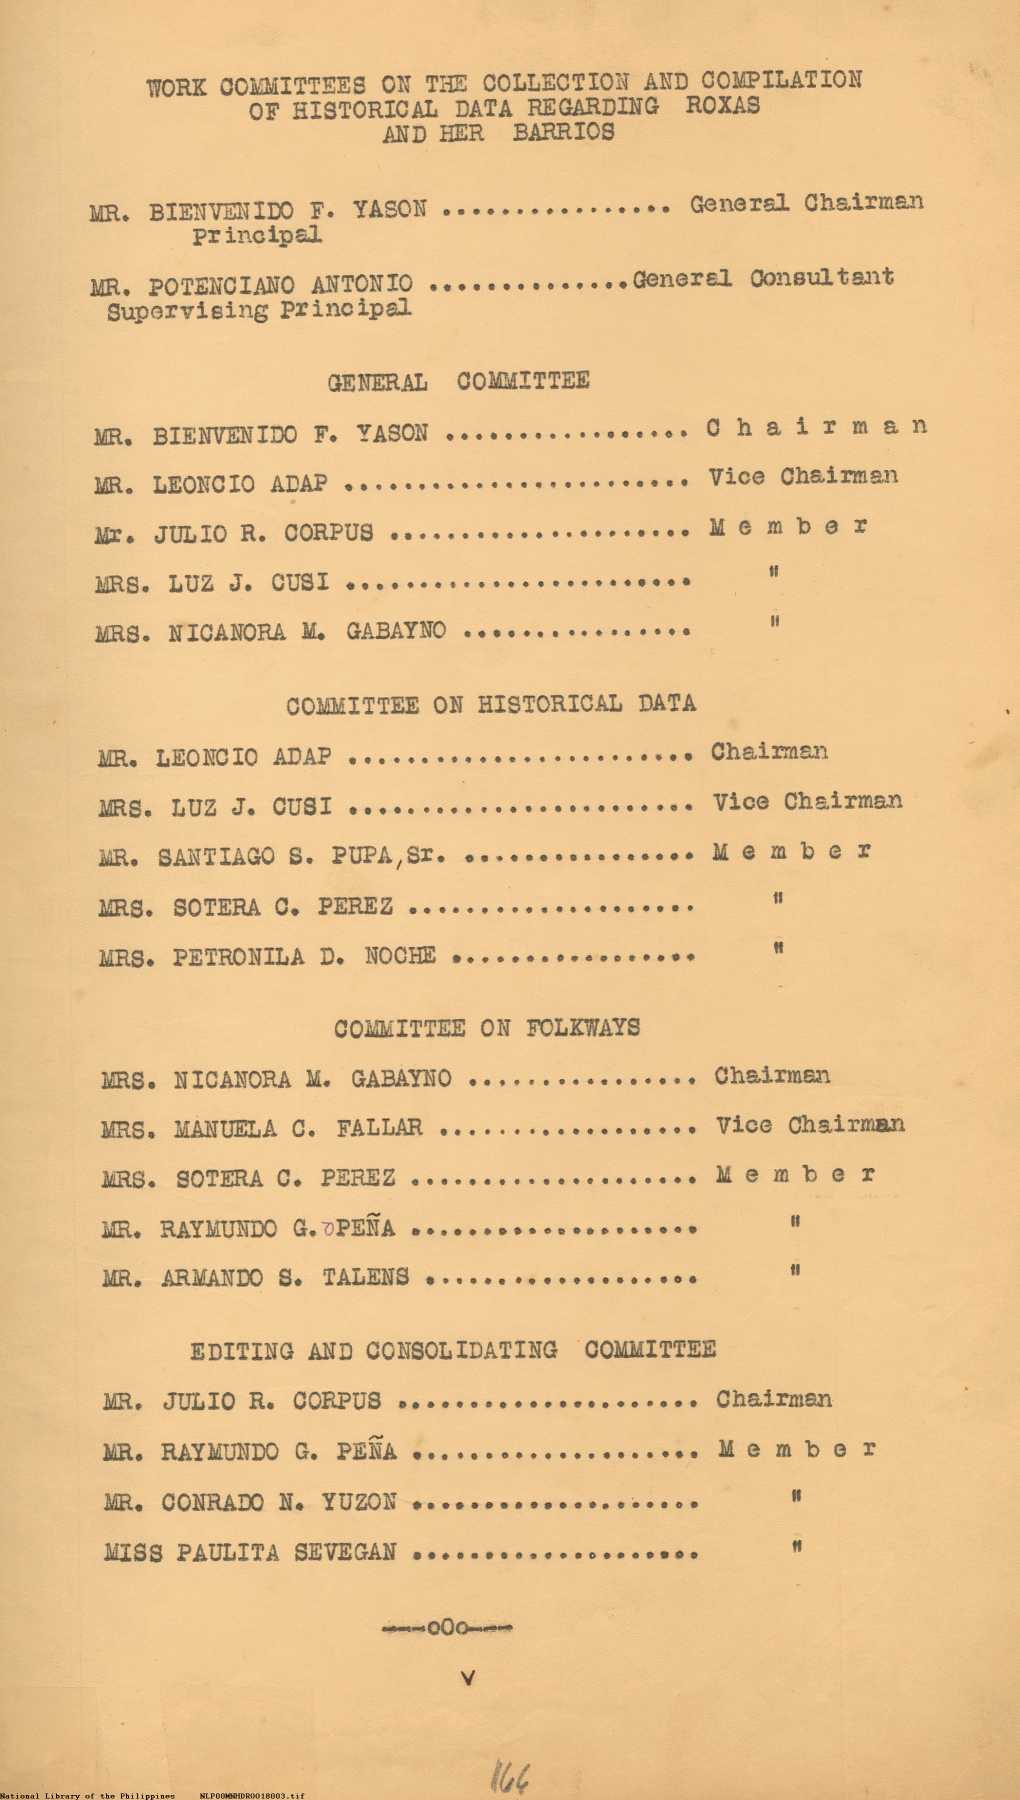 WORK COMMITTEES ON THE COLLECTION AND COMPILATION
OF HISTORICAL DATA REGARDING ROXAS
AND HER BARRIOS
MR. BIENVENIDO F. YASON ................ General Chairman
Principal
MR. POTENCIANO ANTONIO ..............General Consultant
Supervising Principal
GENERAL COMMITTEE
MR. BIENVENIDO F. YASON ................. C h a i r m a n
MR. LEONCIO ADAP ........................ Vice Chairman
Mr. JULIO R. CORPUS ..................... M e m b e r
MRS. LUZ J. CUSI ........................ "
MRS. NICANORA M. GABAYNO ................ "
COMMITTEE ON HISTORICAL DATA
MR. LEONCIO ADAP ........................ Chairman
MRS. LUZ J. CUSI ........................ Vice Chairman
MR. SANTIAGO S. PUPA,Sr. ................ M e m b e r
MRS. SOTERA C. PEREZ .................... "
MRS. PETRONILA D. NOCHE ................. "
COMMITTEE ON FOLKWAYS
MRS. NICANORA M. GABAYNO ................ Chairman
MRS. MANUELA C. FALLAR .................. Vice Chairman
MRS. SOTERA C. PEREZ .................... M e m b e r
MR. RAYMUNDO G. PEÑA .................... "
MR. ARMANDO S. TALENS ................... "
EDITING AND CONSOLIDATING COMMITTEE
MR. JULIO R. CORPUS ..................... Chairman
MR. RAYMUNDO G. PEÑA .................... M e m b e r
MR. CONRADO N. YUZON .................... "
MISS PAULITA SEVEGAN .................... "
---oOo---
v
166
National Library of the Philippines NLPOOMNHDR0018003.tif